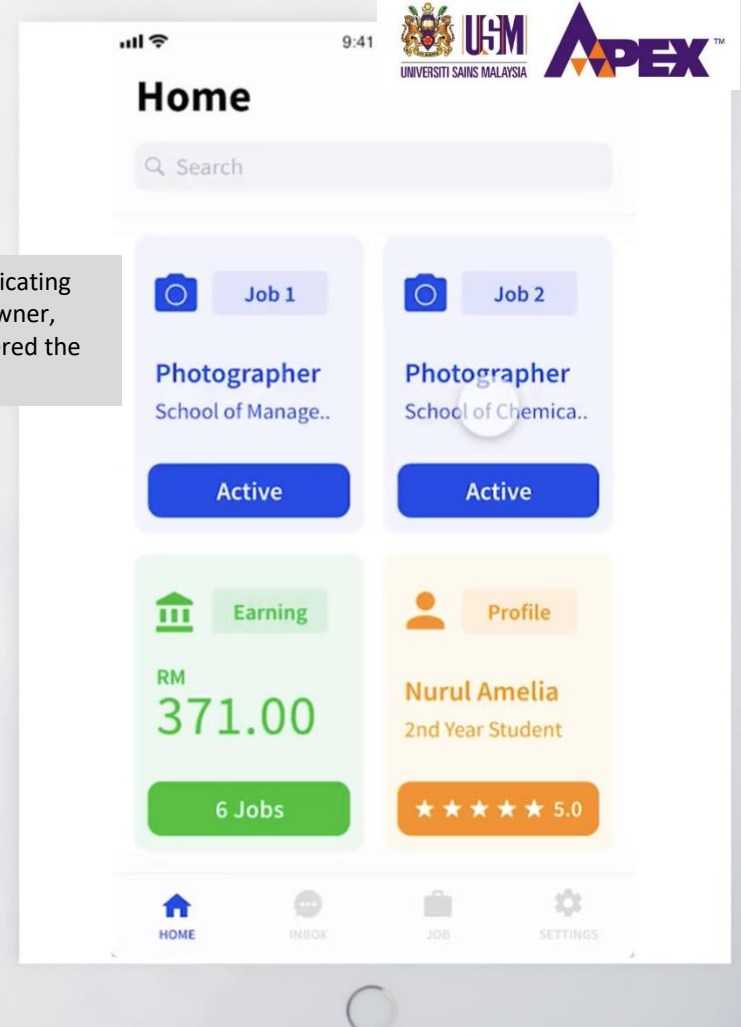 9:41
USM
UNIVERSITI SAINS MALAYSIA
APEX™
Home
Search
icating
wner,
red the
Job 1
Photographer
School of Manage..
Active
Job 2
Photographer
School of Chemica..
Active
Earning
RM
371.00
6 Jobs
Profile
Nurul Amelia
2nd Year Student
5.0
HOME
INBOX
JOB
SETTINGS